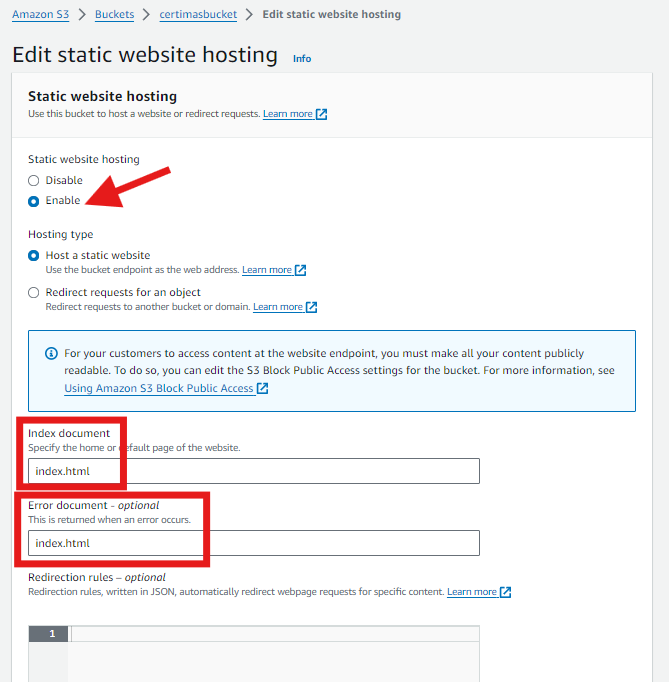 Amazon S3 > Buckets > certimasbucket > Edit static website hosting
Edit static website hosting Info
Static website hosting
Use this bucket to host a website or redirect requests. Learn more
Static website hosting
Disable
Enable
Hosting type
Host a static website
Use the bucket endpoint as the web address. Learn more
Redirect requests for an object
Redirect requests to another bucket or domain. Learn more
For your customers to access content at the website endpoint, you must make all your content publicly
readable. To do so, you can edit the S3 Block Public Access settings for the bucket. For more information, see
Using Amazon S3 Block Public Access
Index document
Specify the home or default page of the website.
index.html
Error document - optional
This is returned when an error occurs.
index.html
Redirection rules – optional
Redirection rules, written in JSON, automatically redirect webpage requests for specific content. Learn more
1